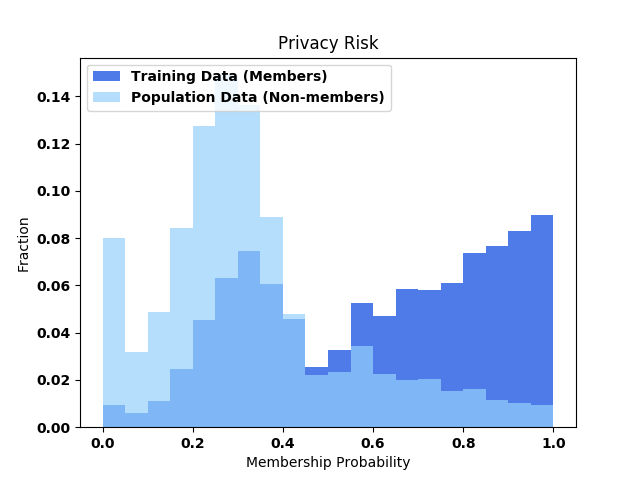 Privacy Risk
Training Data (Members)
Population Data (Non-members)
0.14
0.12
0.10
0.08
0.06
0.04
0.02
0.00
Fraction
0.0 0.2 0.4 0.6 0.8 1.0
Membership Probability